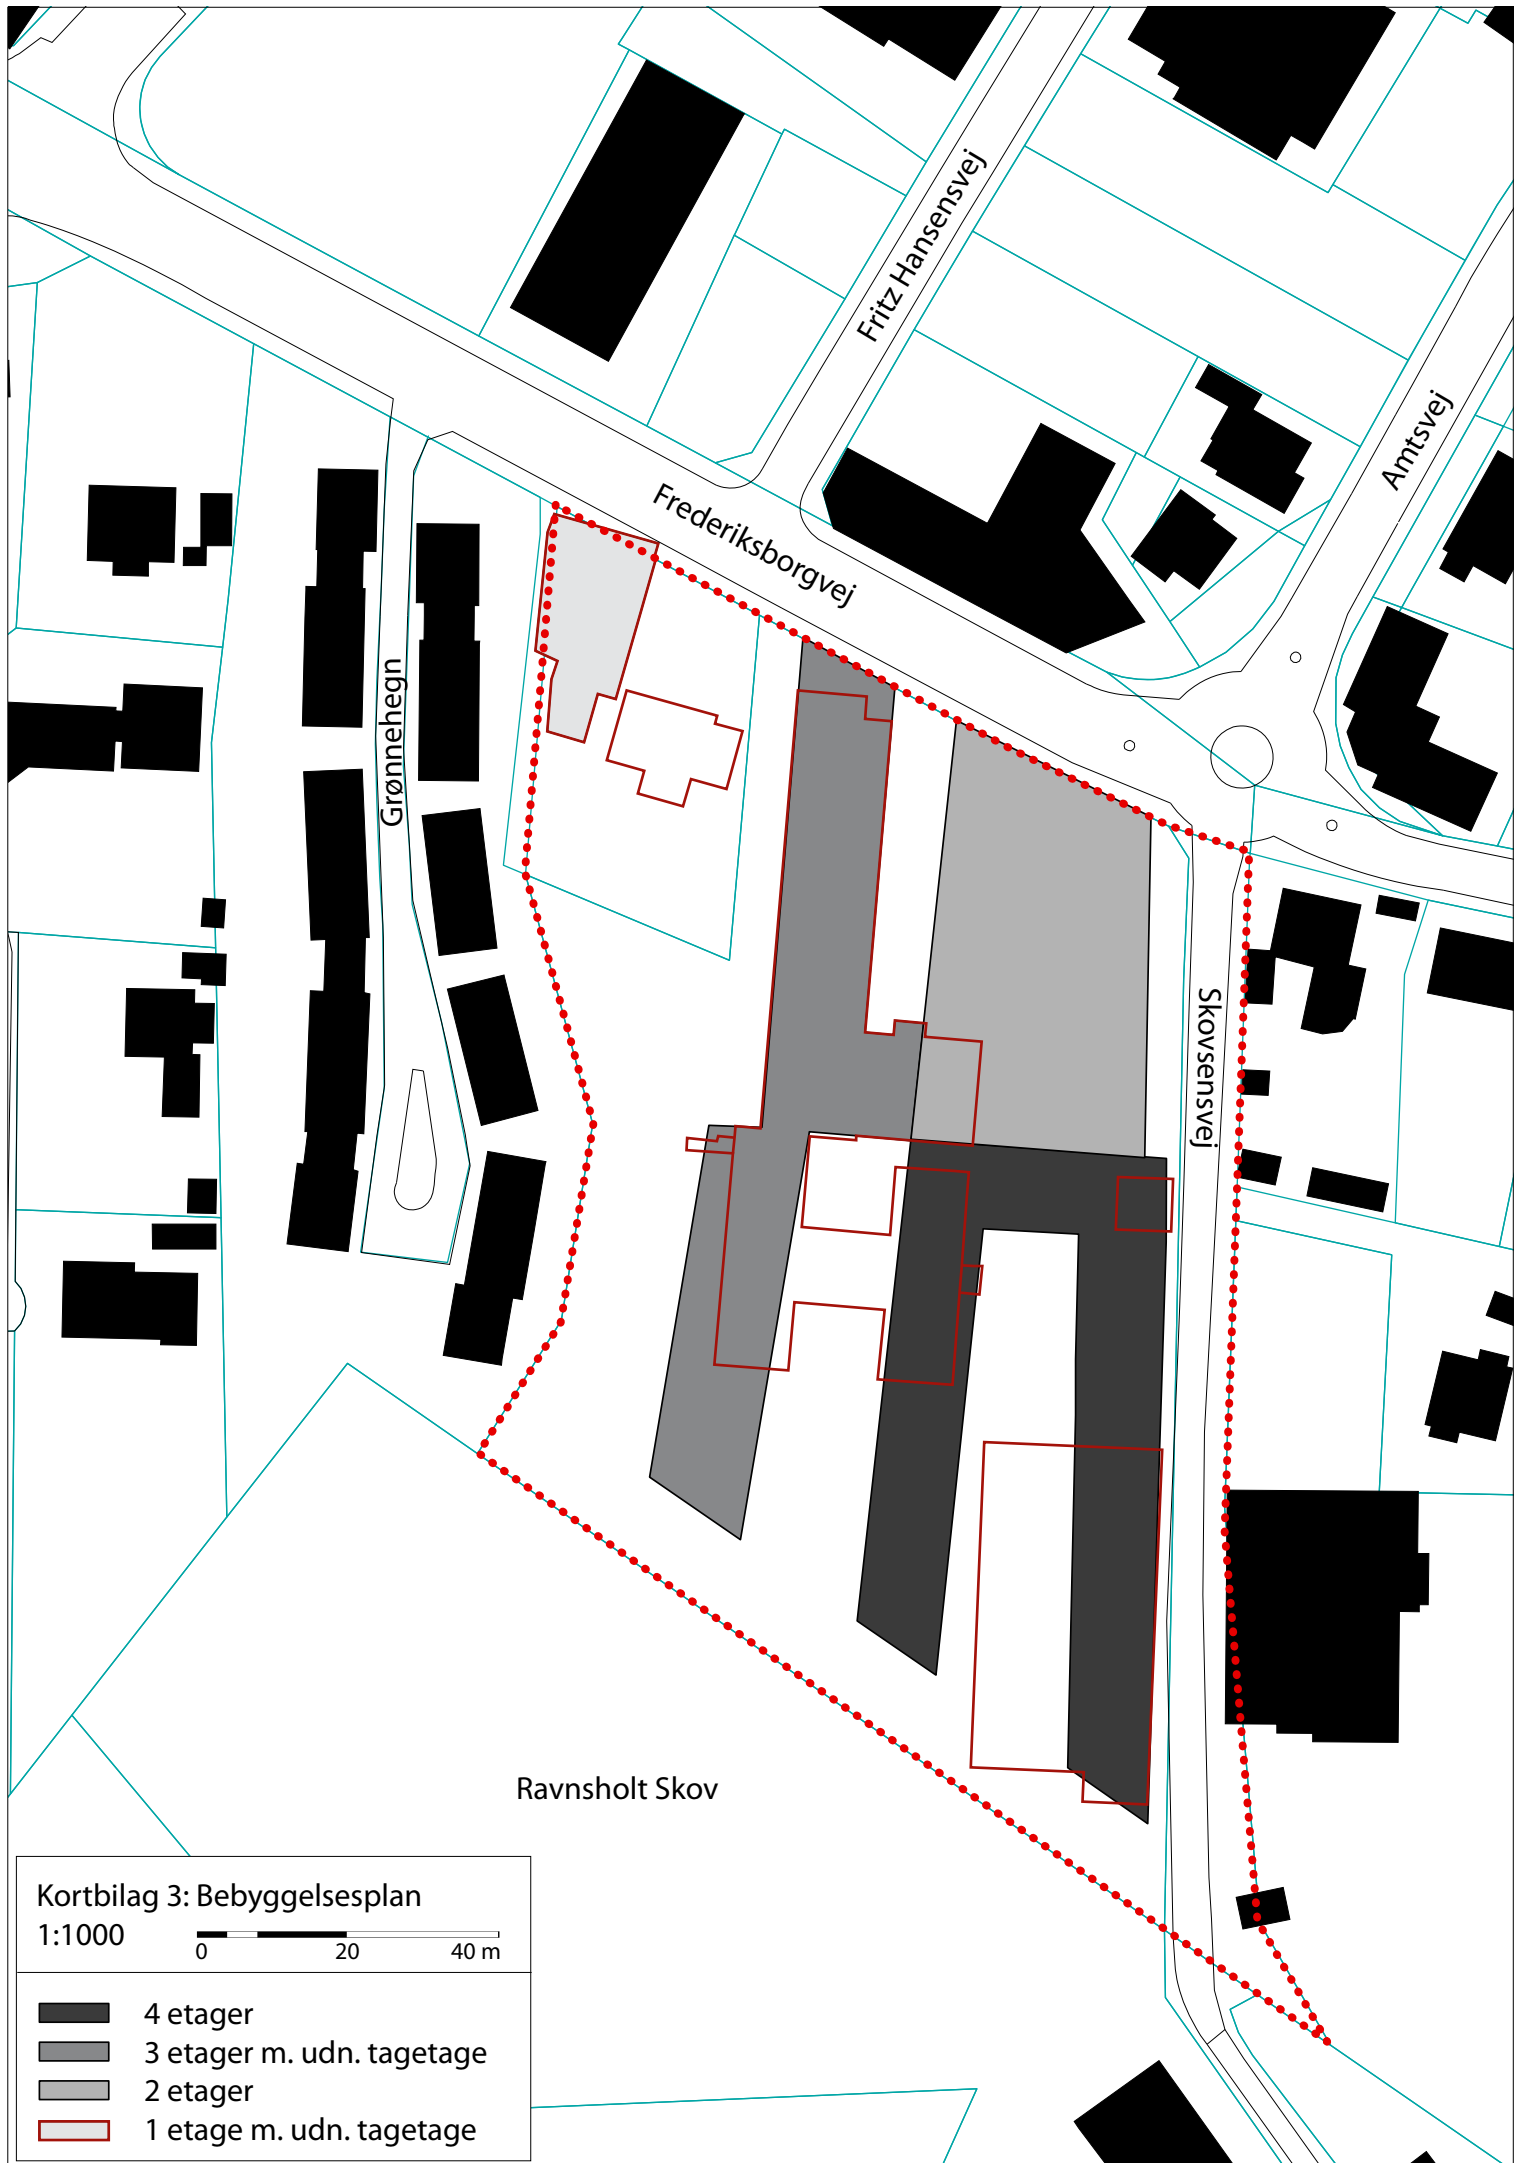 Fritz Hansensvej
Amtsvej
Frederiksborgvej
Grønnehegn
Skovsensvej
Ravnsholt Skov
Kortbilag 3: Bebyggelsesplan
1:1000
0 20 40 m
4 etager
3 etager m. udn. tagetage
2 etager
1 etage m. udn. tagetage